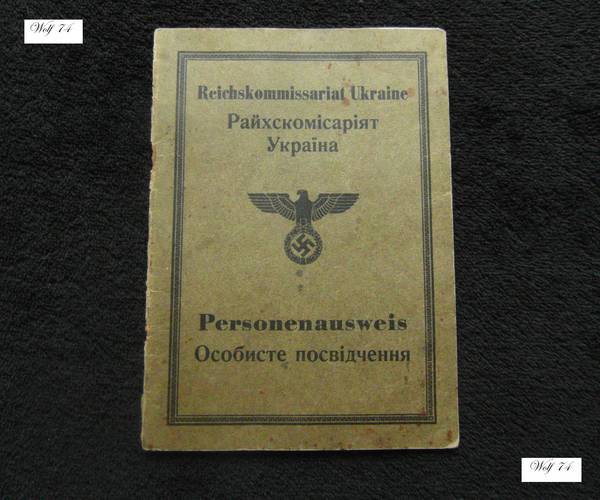 Wolf 74
Reichskommissariat Ukraine
Райхскомісаріят
Україна
Personenausweis
Особисте посвідчення
Wolf 74